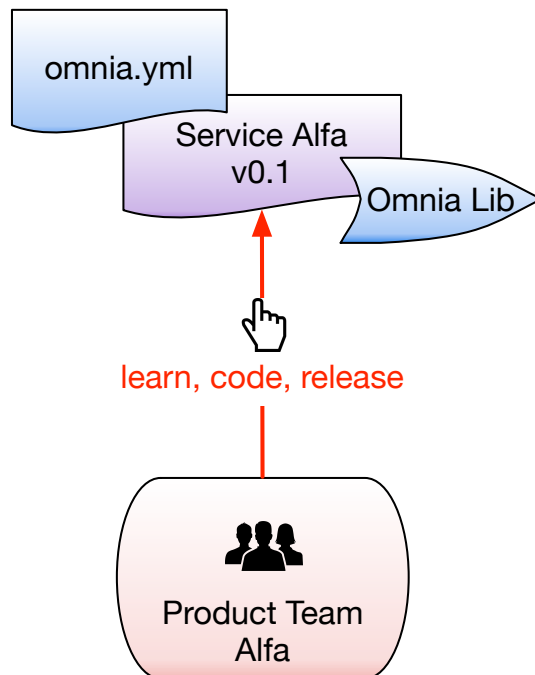 omnia.yml
Service Alfa
v0.1
Omnia Lib
learn, code, release
Product Team
Alfa